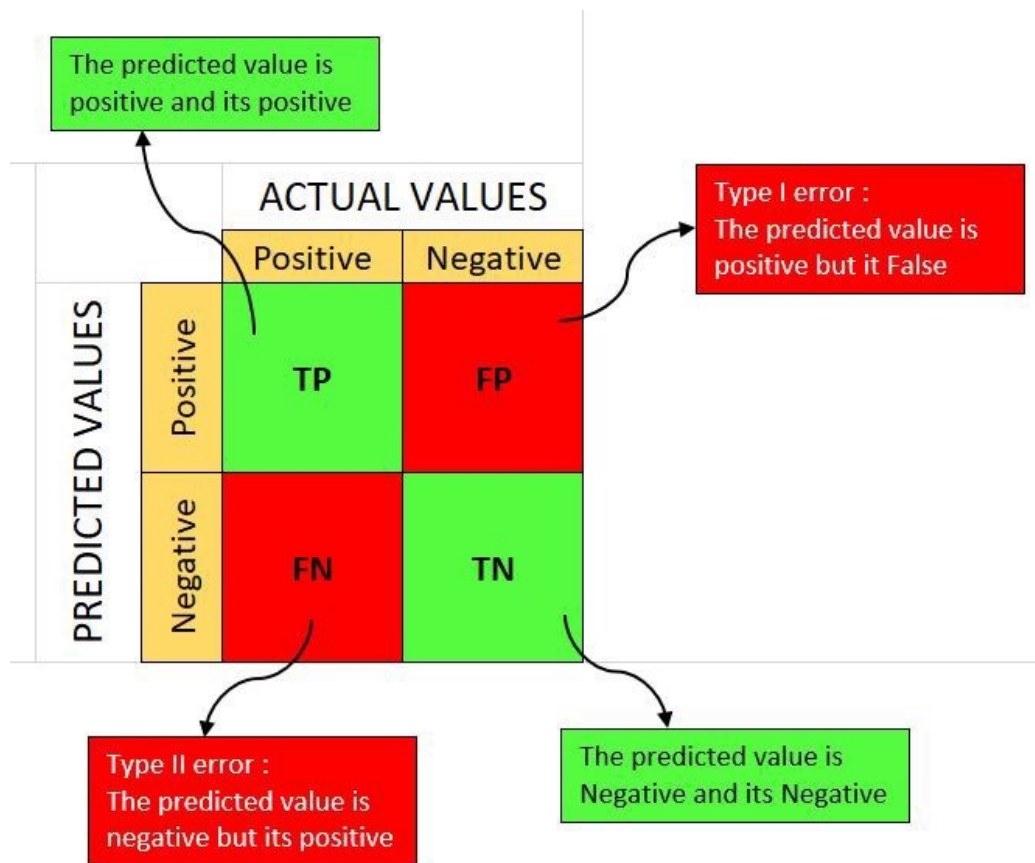 The predicted value is
positive and its positive
ACTUAL VALUES
Type I error :
The predicted value is
positive but it False
Positive
Negative
PREDICTED VALUES
Positive
TP
FP
Negative
FN
TN
Type II error :
The predicted value is
negative but its positive
The predicted value is
Negative and its Negative